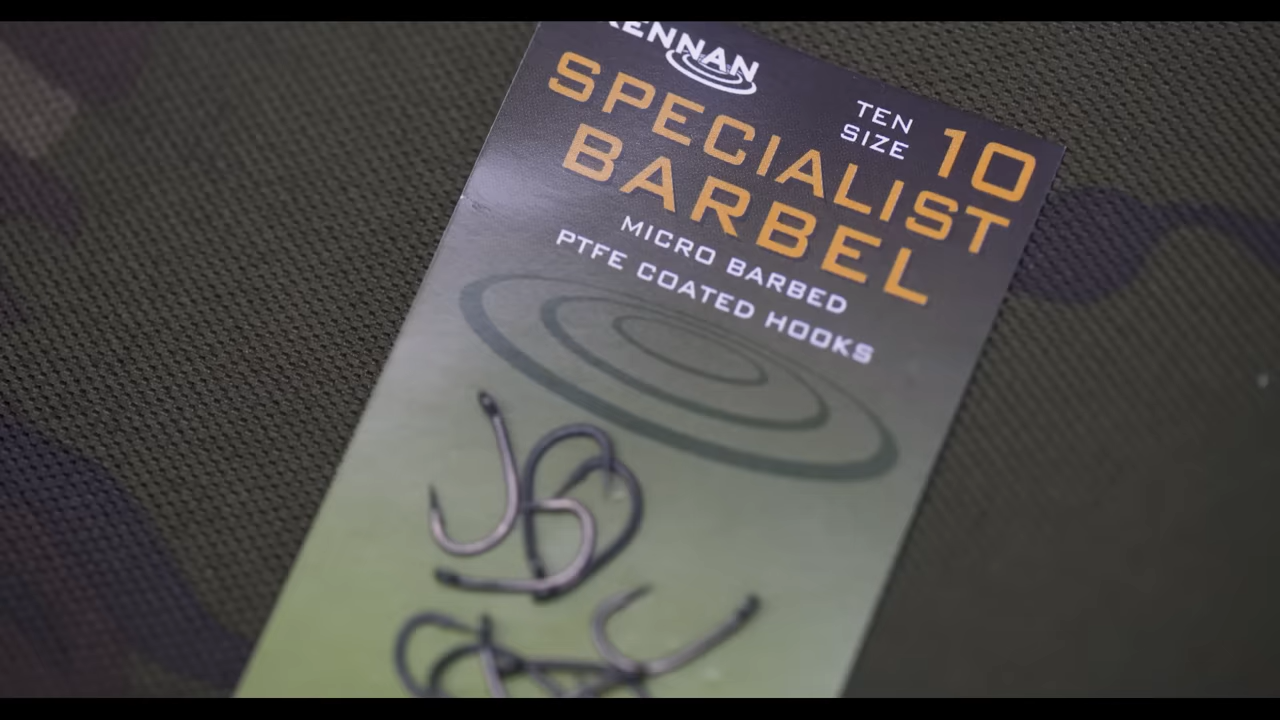 KENNAN
TEN
SIZE 10
SPECIALIST
BARBEL
MICRO BARBED
PTFE COATED HOOKS